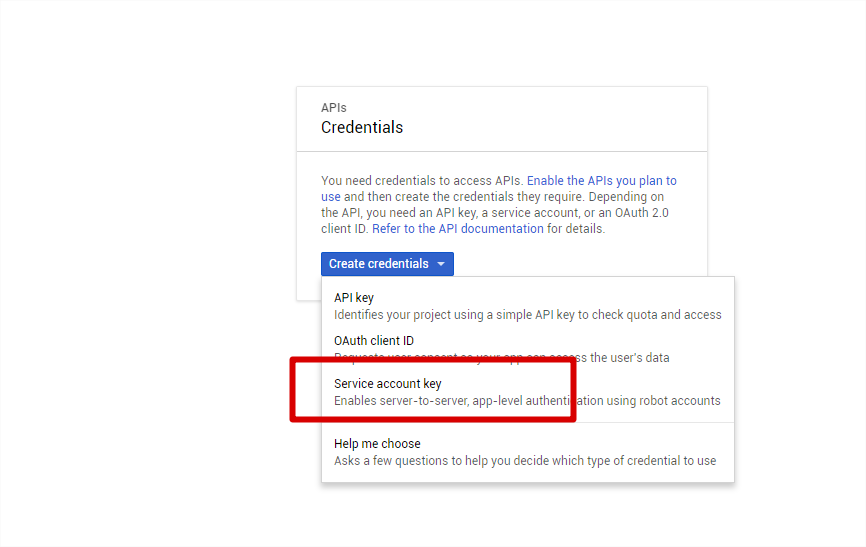 APIs
Credentials
You need credentials to access APIs. Enable the APIs you plan to
use and then create the credentials they require. Depending on
the API, you need an API key, a service account, or an OAuth 2.0
client ID. Refer to the API documentation for details.
Create credentials
API key
Identifies your project using a simple API key to check quota and access
OAuth client ID
Requests user consent so your app can access the user's data
Service account key
Enables server-to-server, app-level authentication using robot accounts
Help me choose
Asks a few questions to help you decide which type of credential to use